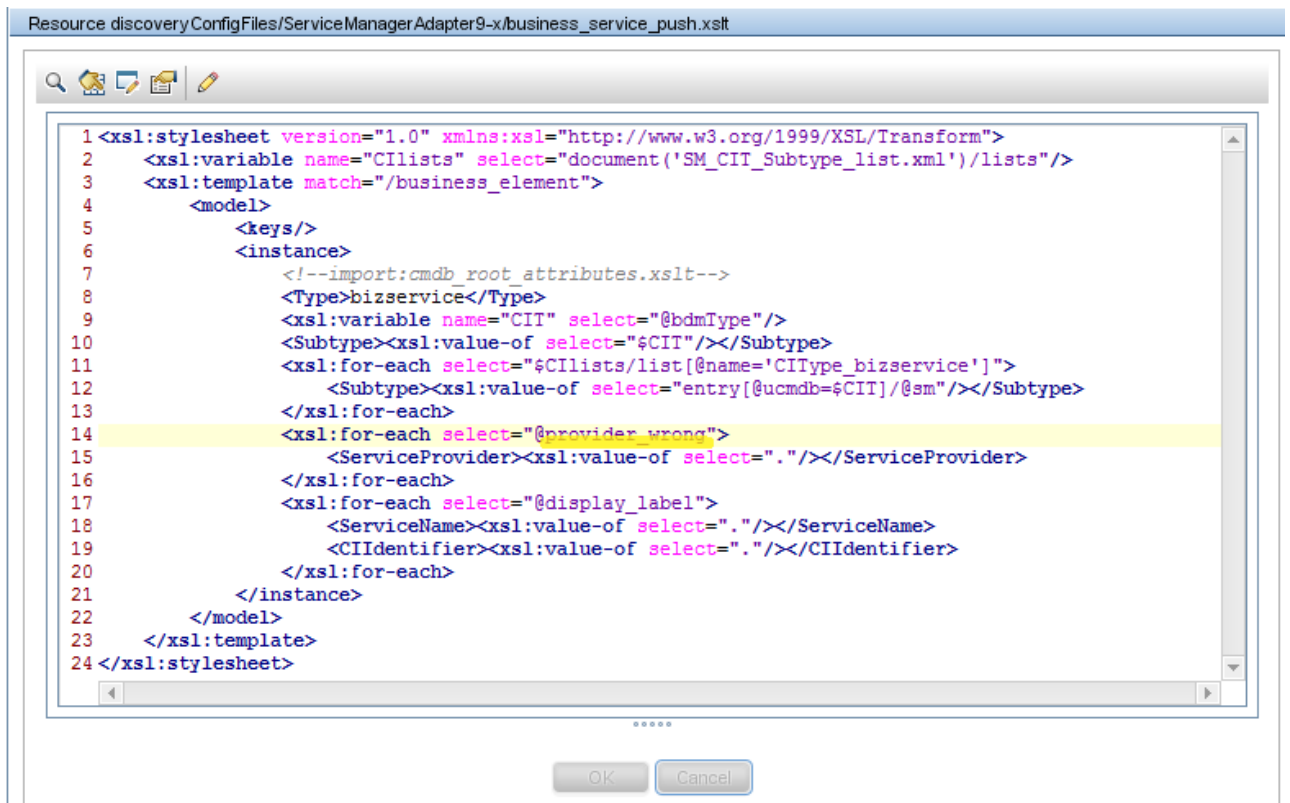 Resource discoveryConfigFiles/ServiceManagerAdapter9-x/business_service_push.xslt
1 <xsl:stylesheet version="1.0" xmlns:xsl="http://www.w3.org/1999/XSL/Transform">
2 <xsl:variable name="CIlists" select="document('SM_CIT_Subtype_list.xml')/lists"/>
3 <xsl:template match="/business_element">
4 <model>
5 <keys/>
6 <instance>
7 <!--import:cmdb_root_attributes.xslt-->
8 <Type>bizservice</Type>
9 <xsl:variable name="CIT" select="@bdmType"/>
10 <Subtype><xsl:value-of select="$CIT"/></Subtype>
11 <xsl:for-each select="$CIlists/list[@name='CIType_bizservice']">
12 <Subtype><xsl:value-of select="entry[@ucmdb=$CIT]/@sm"/></Subtype>
13 </xsl:for-each>
14 <xsl:for-each select="@provider_wrong">
15 <ServiceProvider><xsl:value-of select="."/></ServiceProvider>
16 </xsl:for-each>
17 <xsl:for-each select="@display_label">
18 <ServiceName><xsl:value-of select="."/></ServiceName>
19 <CIIdentifier><xsl:value-of select="."/></CIIdentifier>
20 </xsl:for-each>
21 </instance>
22 </model>
23 </xsl:template>
24 </xsl:stylesheet>
OK Cancel